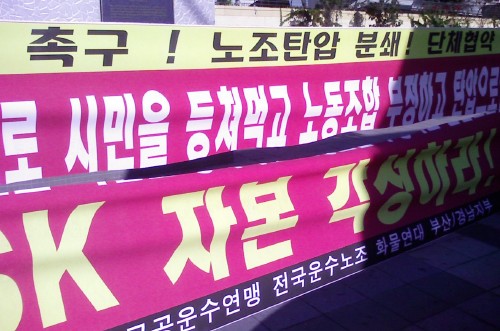 촉구 ! 노조탄압 분쇄 ! 단체협약
로 시민을 등쳐먹고 노동조합 부정하고 탄압으로
SK 자본 각성하라 !
공공운수연맹 전국운수노조 화물연대 부산/경남지부